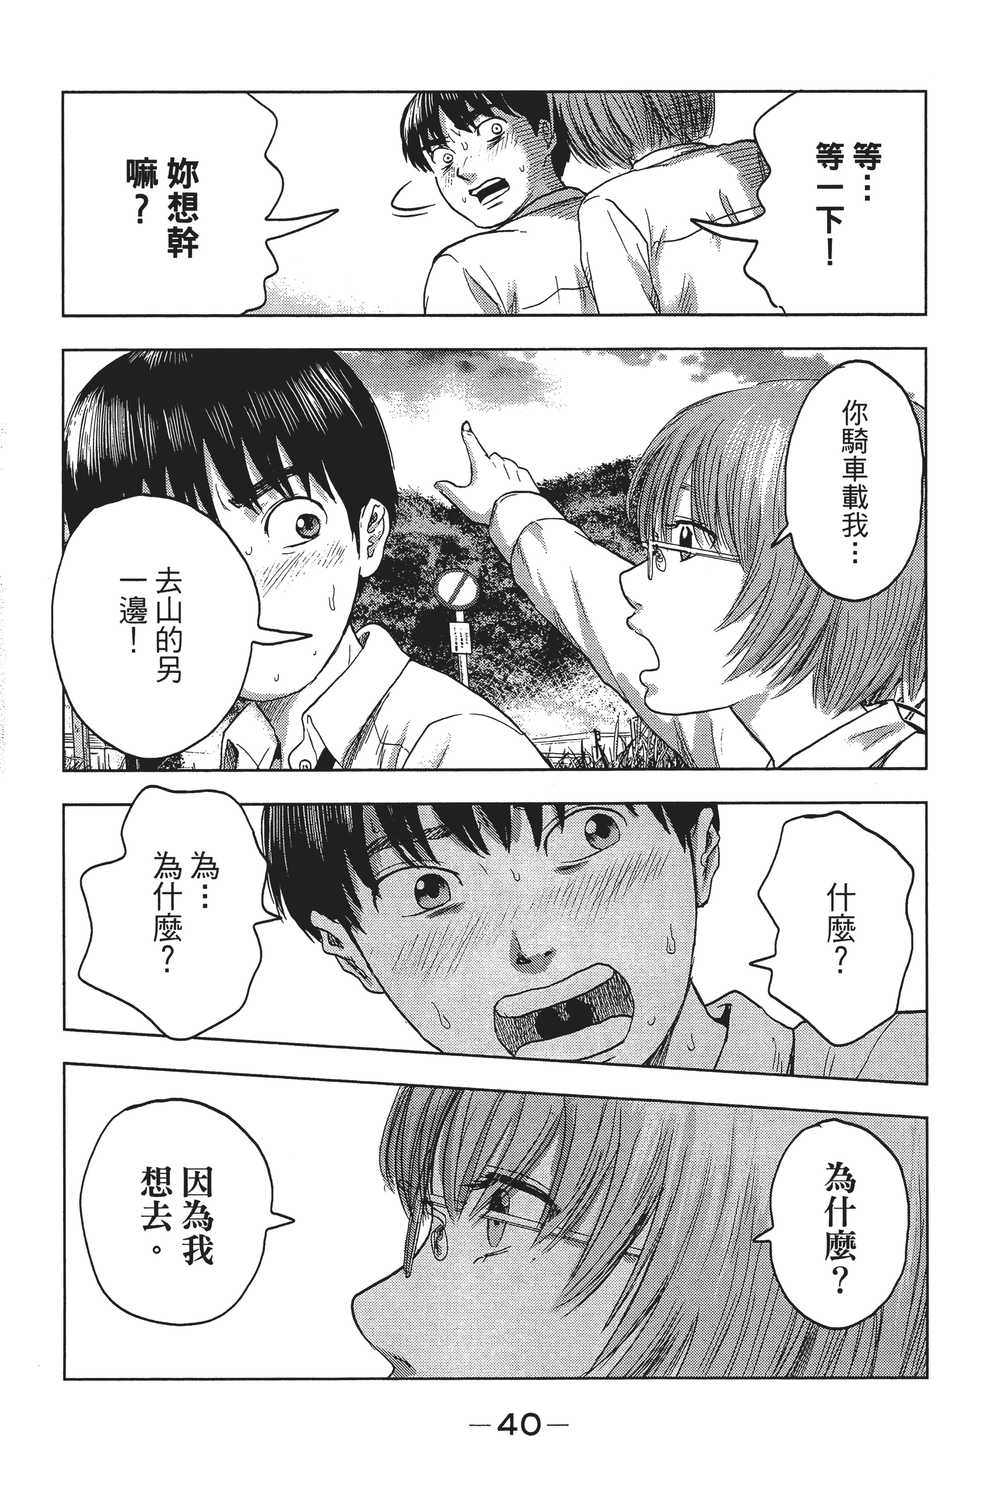 等…
等一下！
妳想幹
嘛？
你騎車載我…
去山的另
一邊！
什麼？
為…
為什麼？
為什麼？
因為我
想去。
—40—